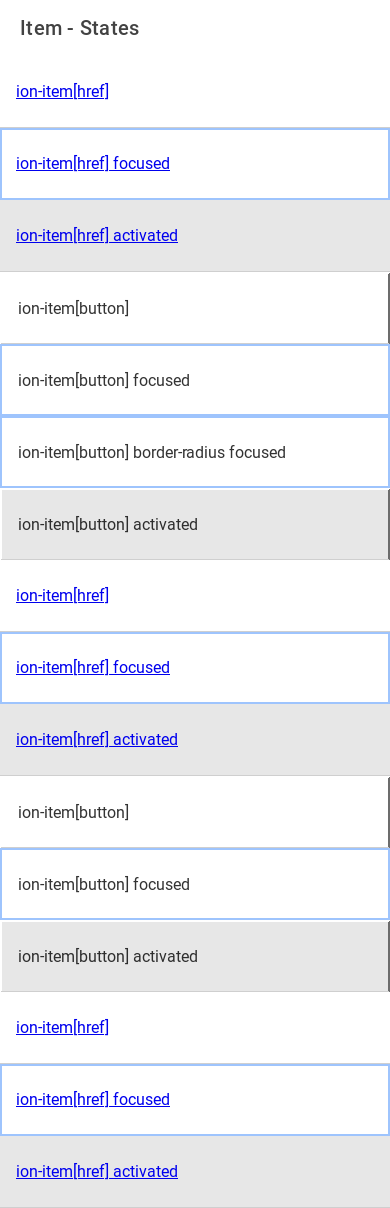 Item - States
ion-item[href]
ion-item[href] focused
ion-item[href] activated
ion-item[button]
ion-item[button] focused
ion-item[button] border-radius focused
ion-item[button] activated
ion-item[href]
ion-item[href] focused
ion-item[href] activated
ion-item[button]
ion-item[button] focused
ion-item[button] activated
ion-item[href]
ion-item[href] focused
ion-item[href] activated